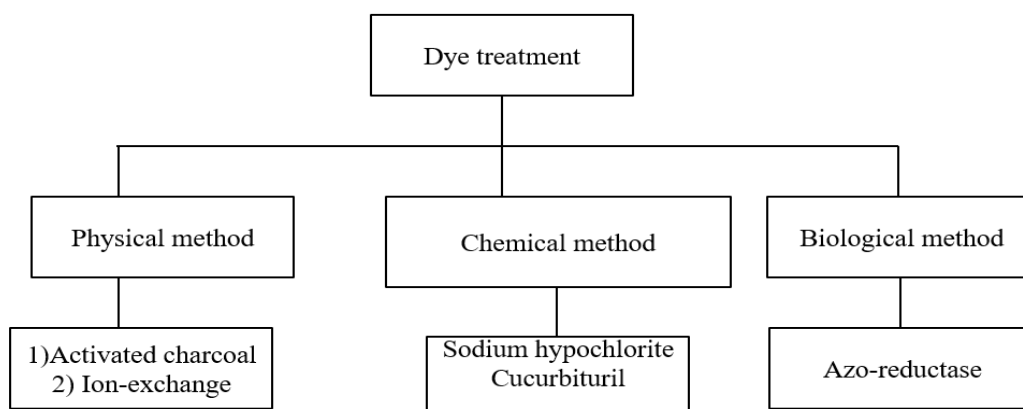 Dye treatment
Physical method
Chemical method
Biological method
1)Activated charcoal
2) Ion-exchange
Sodium hypochlorite
Cucurbituril
Azo-reductase